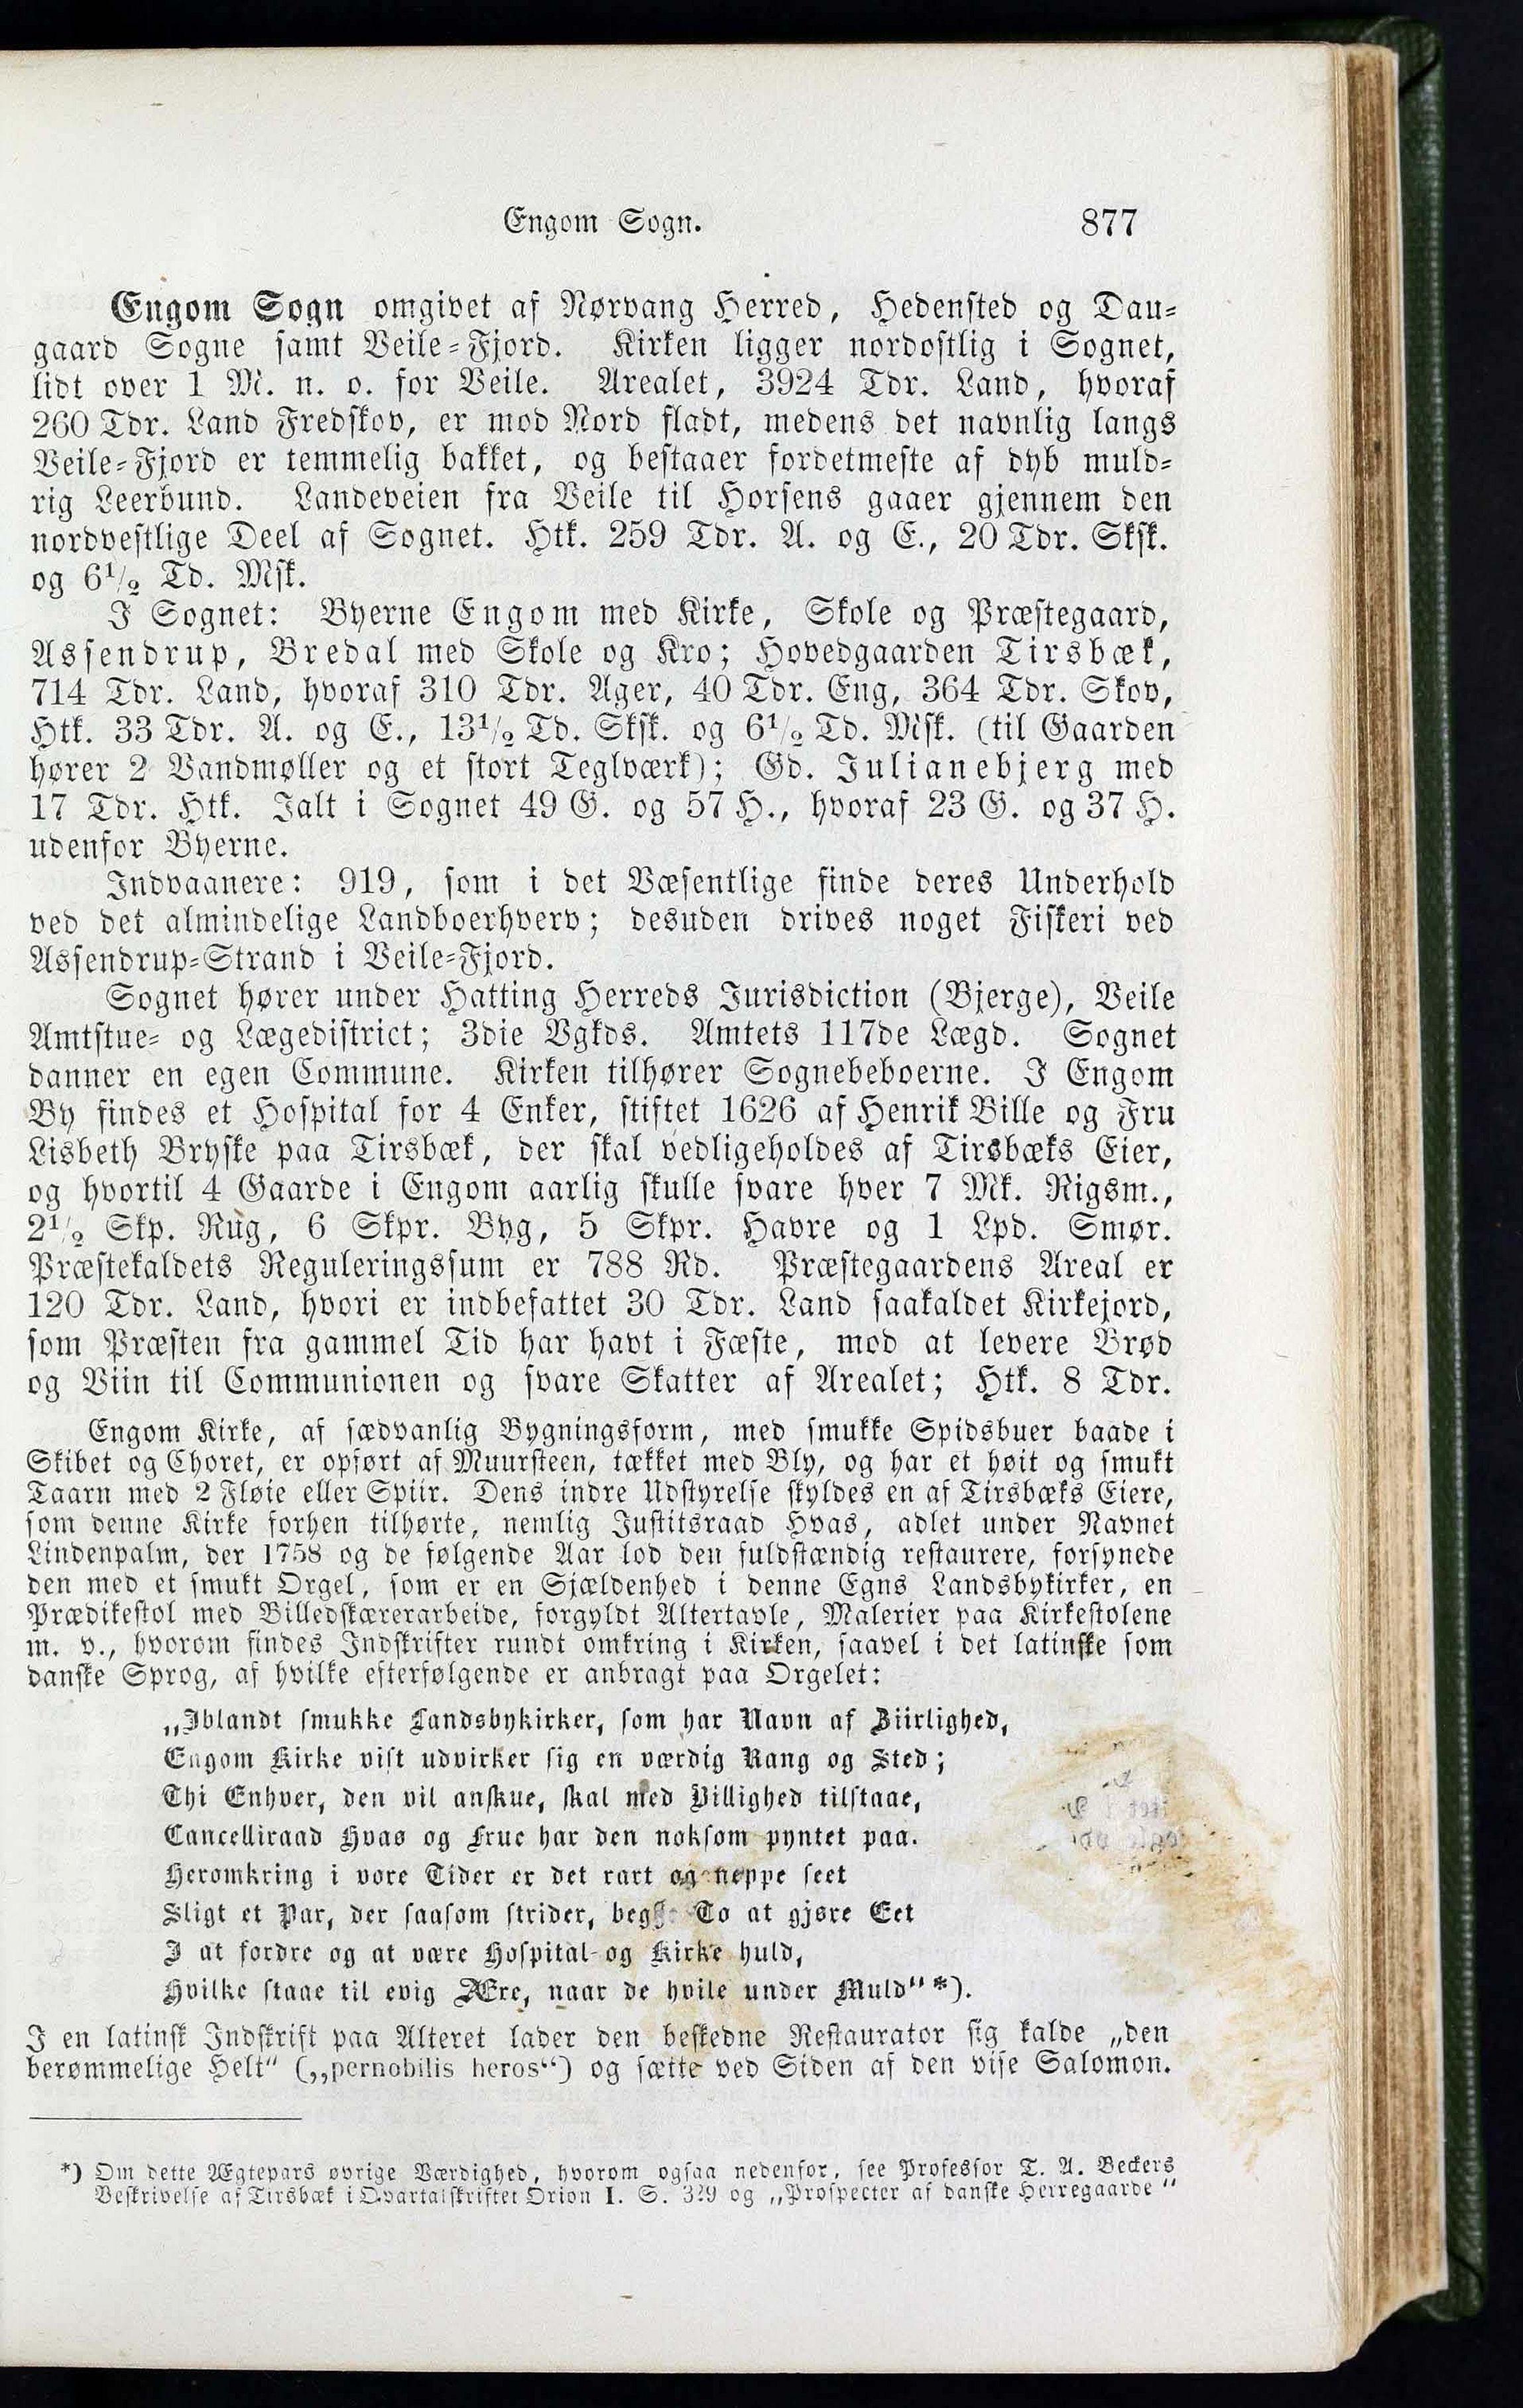 Engom Sogn. 877
Engom Sogn omgivet af Nørvang Herred, Hedensted og Dau-
gaard Sogne samt Veile-Fjord. Kirken ligger nordostlig i Sognet,
lidt over 1 M. n. o. for Veile. Arealet, 3924 Tdr. Land, hvoraf
260 Tdr. Land Fredskov, er mod Nord fladt, medens det navnlig langs
Veile-Fjord er temmelig bakket, og bestaaer fordetmeste af dyb muld-
rig Leerbund. Landeveien fra Veile til Horsens gaaer gjennem den
nordvestlige Deel af Sognet. Htk. 259 Tdr. A. og E., 20 Tdr. Sksk.
og 6½ Td. Msk.
I Sognet: Byerne Engom med Kirke, Skole og Præstegaard,
Assendrup, Bredal med Skole og Kro; Hovedgaarden Tirsbæk,
714 Tdr. Land, hvoraf 310 Tdr. Ager, 40 Tdr. Eng, 364 Tdr. Skov,
Htk. 33 Tdr. A. og E., 13½ Td. Sksk. og 6½ Td. Msk. (til Gaarden
hører 2 Vandmøller og et stort Teglværk); Gd. Julianebjerg med
17 Tdr. Htk. Ialt i Sognet 49 G. og 57 H., hvoraf 23 G. og 37 H.
udenfor Byerne.
Indvaanere: 919, som i det Væsentlige finde deres Underhold
ved det almindelige Landboerhverv; desuden drives noget Fiskeri ved
Assendrup-Strand i Veile-Fjord.
Sognet hører under Hatting Herreds Jurisdiction (Bjerge), Veile
Amtstue- og Lægedistrict; 3die Vgkds. Amtets 117de Lægd. Sognet
danner en egen Commune. Kirken tilhører Sognebeboerne. I Engom
By findes et Hospital for 4 Enker, stiftet 1626 af Henrik Bille og Fru
Lisbeth Bryske paa Tirsbæk, der skal vedligeholdes af Tirsbæks Eier,
og hvortil 4 Gaarde i Engom aarlig skulle svare hver 7 Mk. Rigsm.,
2½ Skp. Rug, 6 Skpr. Byg, 5 Skpr. Havre og 1 Lpd. Smør.
Præstekaldets Reguleringssum er 788 Rd. Præstegaardens Areal er
120 Tdr. Land, hvori er indbefattet 30 Tdr. Land saakaldet Kirkejord,
som Præsten fra gammel Tid har havt i Fæste, mod at levere Brød
og Viin til Communionen og svare Skatter af Arealet; Htk. 8 Tdr.
Engom Kirke, af sædvanlig Bygningsform, med smukke Spidsbuer baade i
Skibet og Choret, er opført af Muursteen, tækket med Bly, og har et høit og smukt
Taarn med 2 Fløie eller Spiir. Dens indre Udstyrelse skyldes en af Tirsbæks Eiere,
som denne Kirke forhen tilhørte, nemlig Justitsraad Hvas, adlet under Navnet
Lindenpalm, der 1758 og de følgende Aar lod den fuldstændig restaurere, forsynede
den med et smukt Orgel, som er en Sjældenhed i denne Egns Landsbykirker, en
Prædikestol med Billedskærerarbeide, forgyldt Altertavle, Malerier paa Kirkestolene
m. v., hvorom findes Indskrifter rundt omkring i Kirken, saavel i det latinske som
danske Sprog, af hvilke efterfølgende er anbragt paa Orgelet:
„Iblandt smukke Landsbykirker, som har Navn af Ziirlighed,
Engom Kirke vist udvirker sig en værdig Rang og Sted;
Thi Enhver, den vil anskue, skal med Billighed tilstaae,
Cancelliraad Hvas og Frue har den noksom pyntet paa.
Heromkring i vore Tider er det rart og neppe seet
Sligt et Par, der saasom strider, begge To at gjøre Eet
I at fordre og at være Hospital og Kirke huld,
Hvilke staae til evig Ære, naar de hvile under Muld“*).
I en latinsk Indskrift paa Alteret lader den beskedne Restaurator sig kalde „den
berømmelige Helt“ („pernobilis heros“) og sætte ved Siden af den vise Salomon.
*) Om dette Ægtepars øvrige Værdighed, hvorom ogsaa nedenfor, see Professor T. A. Beckers
Beskrivelse af Tirsbæk i Qvartalskriftet Orion I. S. 329 og „Prospecter af danske Herregaarde“